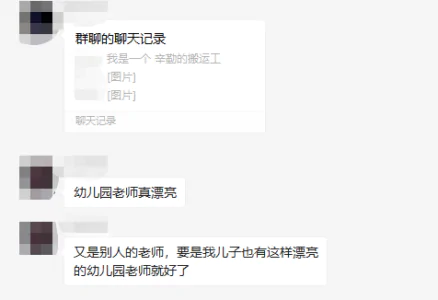 群聊的聊天记录
我是一个 辛勤的搬运工
[图片]
[图片]
聊天记录
幼儿园老师真漂亮
又是别人的老师，要是我儿子也有这样漂亮
的幼儿园老师就好了